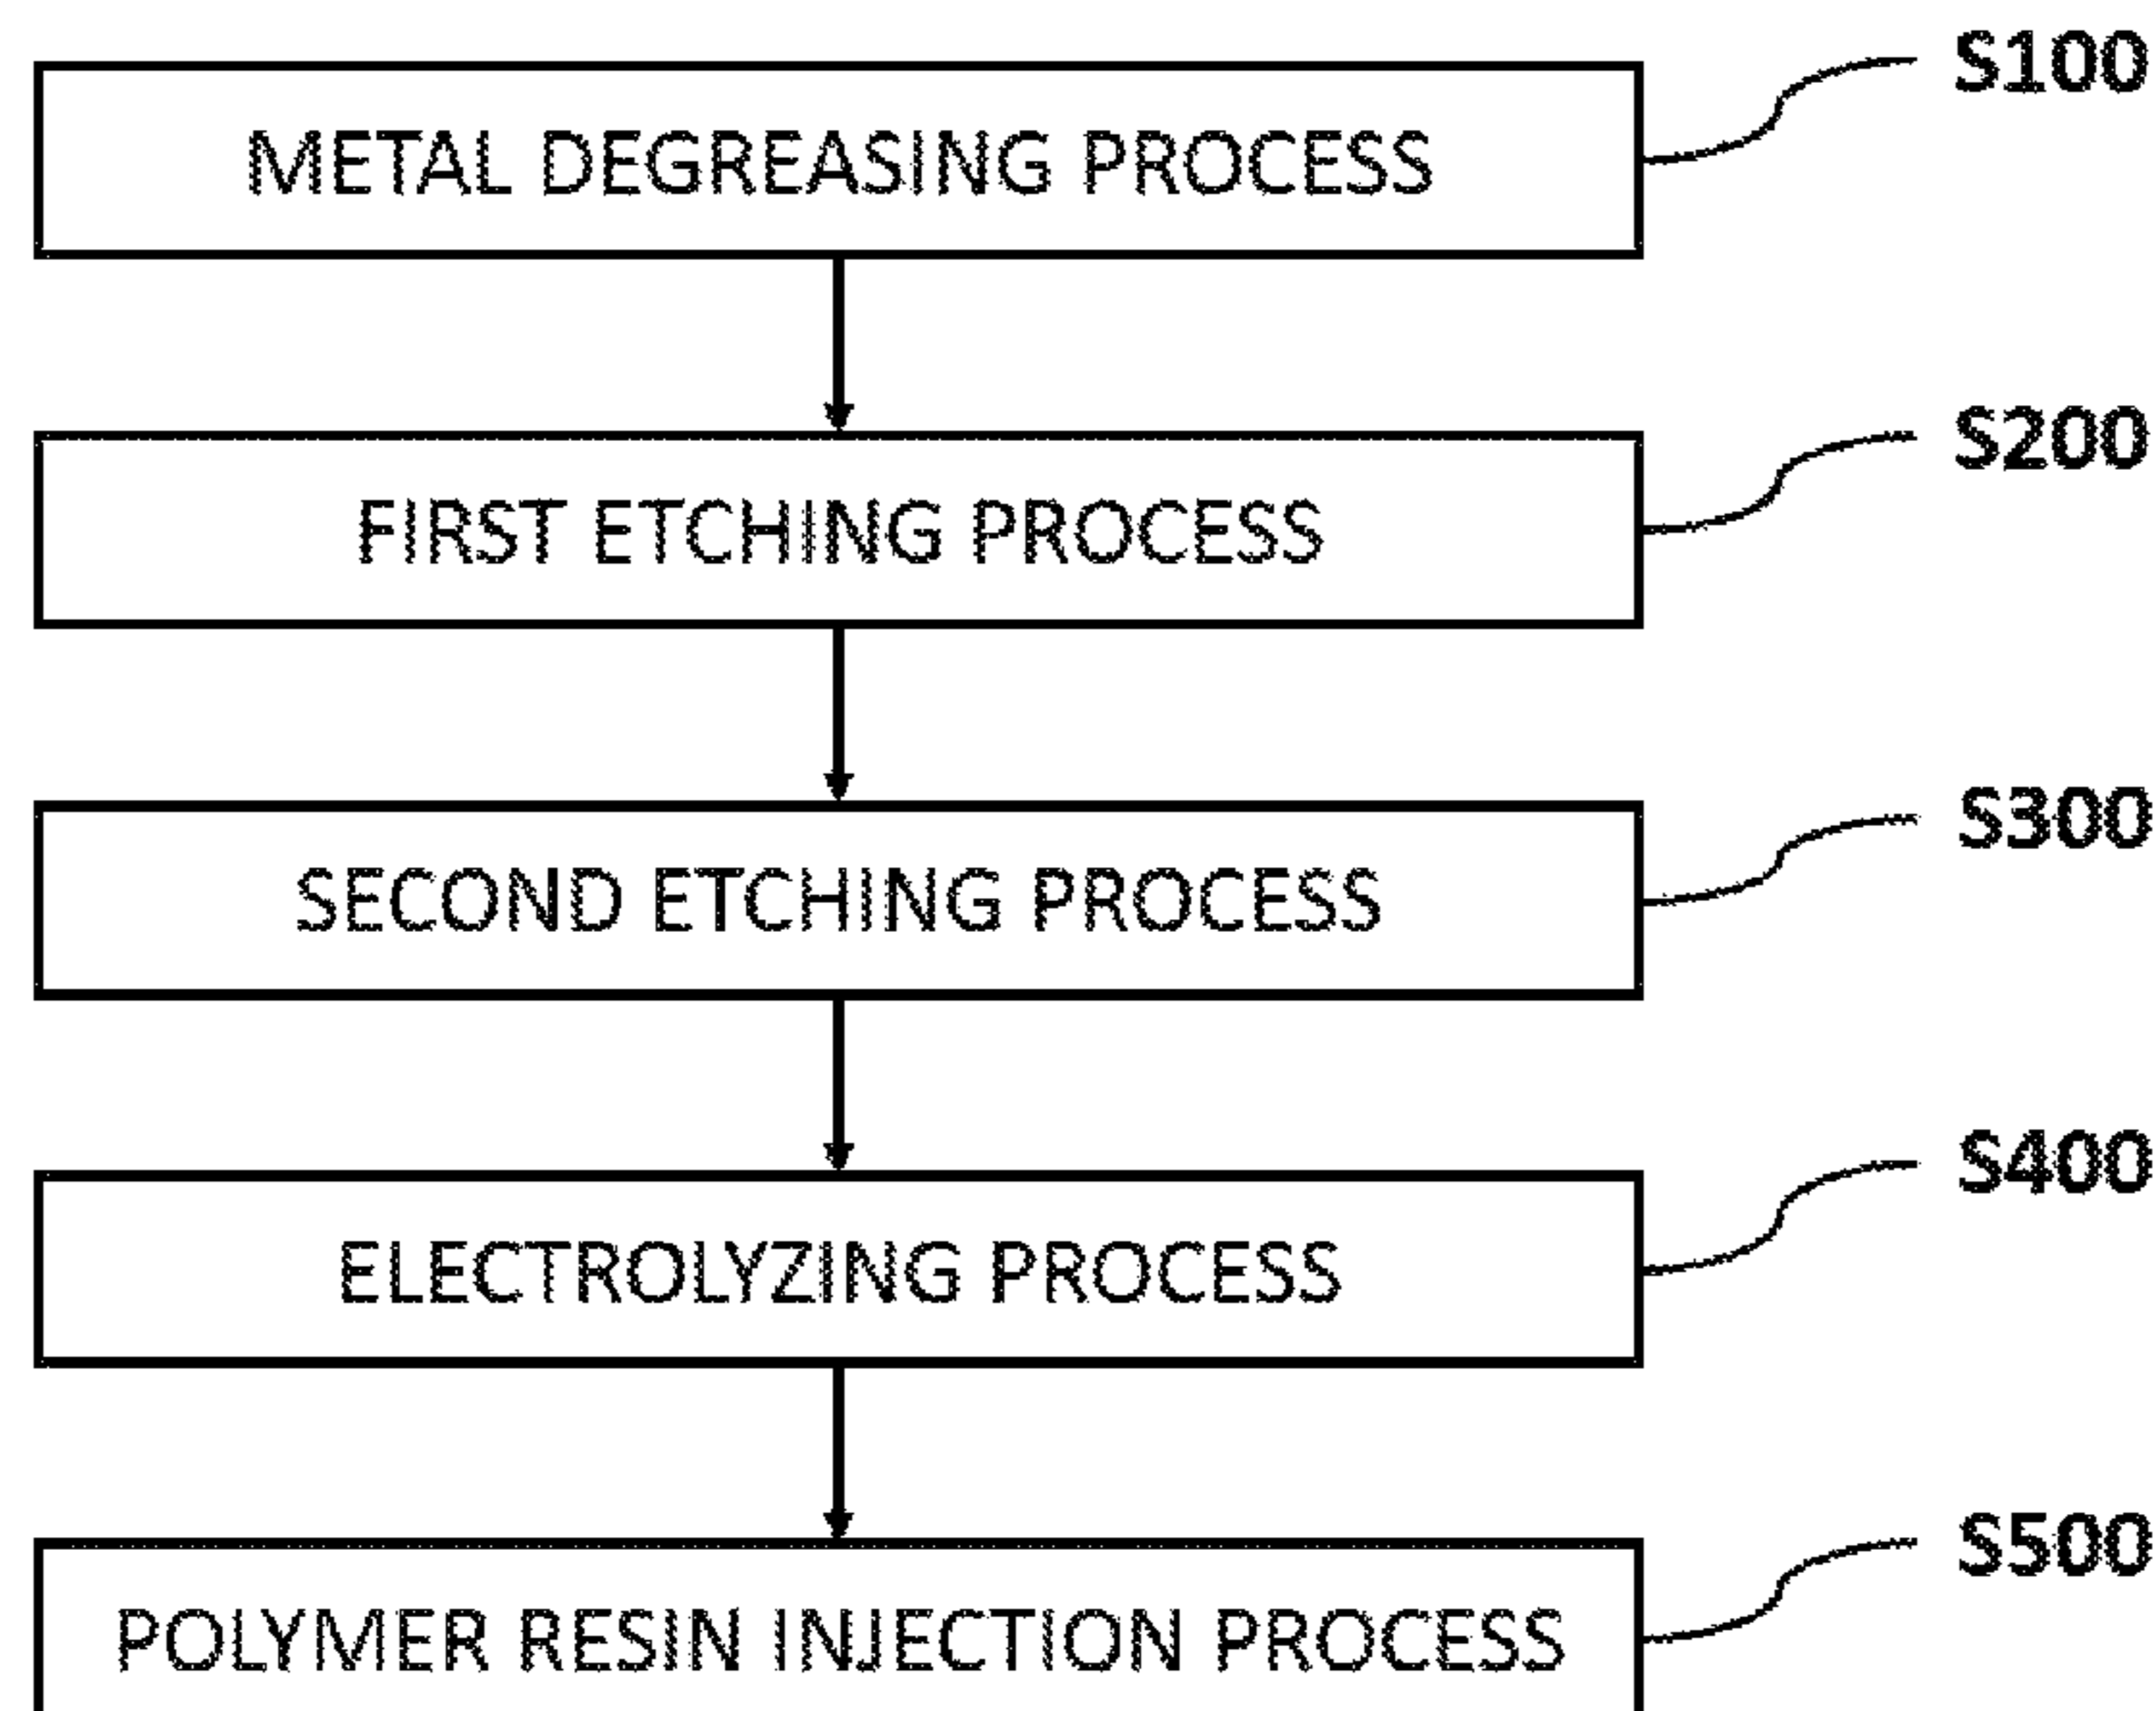 S100
METAL DEGREASING PROCESS
S200
FIRST ETCHING PROCESS
S300
SECOND ETCHING PROCESS
S400
ELECTROLYZING PROCESS
S500
POLYMER RESIN INJECTION PROCESS